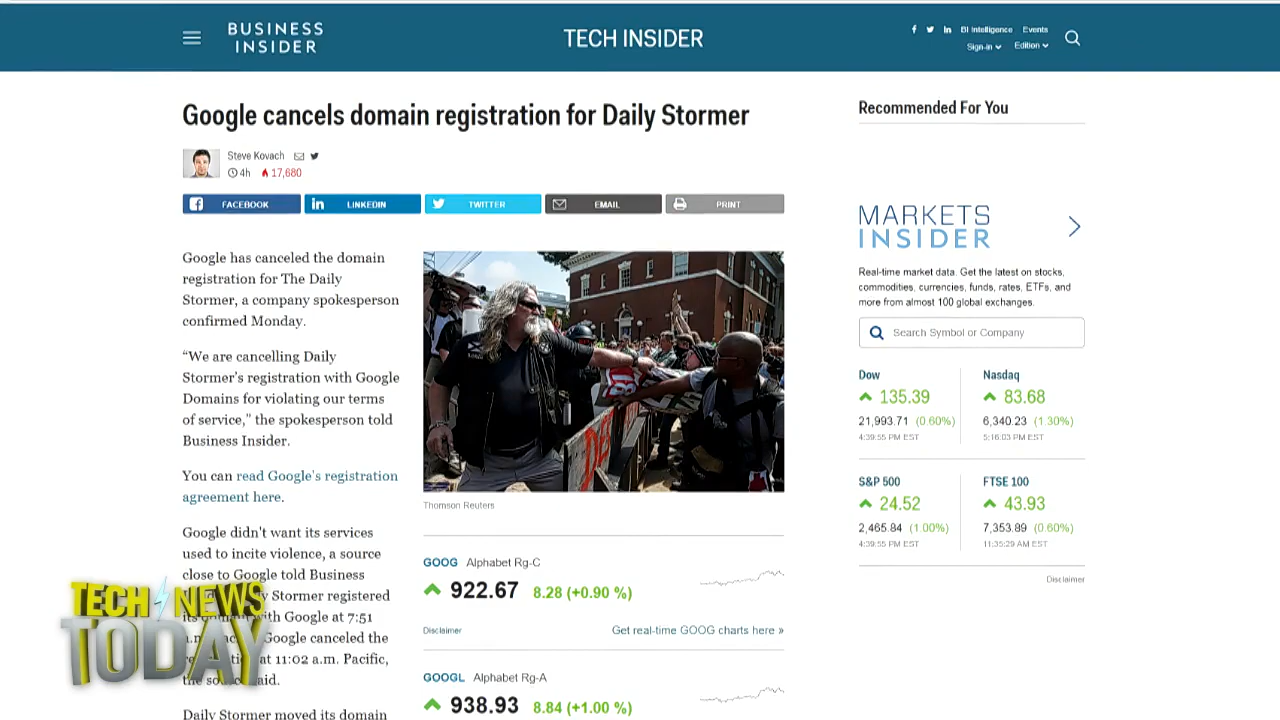 BUSINESS
INSIDER
TECH INSIDER
BI Intelligence Events
Sign-in Edition
Google cancels domain registration for Daily Stormer
Steve Kovach
4h 17,680
FACEBOOK
LINKEDIN
TWITTER
EMAIL
PRINT
Google has canceled the domain
registration for The Daily
Stormer, a company spokesperson
confirmed Monday.
“We are cancelling Daily
Stormer’s registration with Google
Domains for violating our terms
of service," the spokesperson told
Business Insider.
You can read Google's registration
agreement here.
Google didn't want its services
used to incite violence, a source
close to Google told Business
Stormer registered
with Google at 7:51
Google canceled the
at 11:02 a.m. Pacific,
the
Daily Stormer moved its domain
Thomson Reuters
GOOG Alphabet Rg-C
922.67 8.28 (+0.90 %)
Disclaimer Get real-time GOOG charts here »
GOOGL Alphabet Rg-A
938.93 8.84 (+1.00 %)
Recommended For You
MARKETS
INSIDER
Real-time market data. Get the latest on stocks,
commodities, currencies, funds, rates, ETFs, and
more from almost 100 global exchanges.
Search Symbol or Company
Dow
135.39
21,993.71 (0.60%)
4:39:55 PM EST
Nasdaq
83.68
6,340.23 (1.30%)
5:16:03 PM EST
S&P 500
24.52
2,465.84 (1.00%)
4:39:55 PM EST
FTSE 100
43.93
7,353.89 (0.60%)
11:35:29 AM EST
Disclaimer
TECH NEWS
TODAY